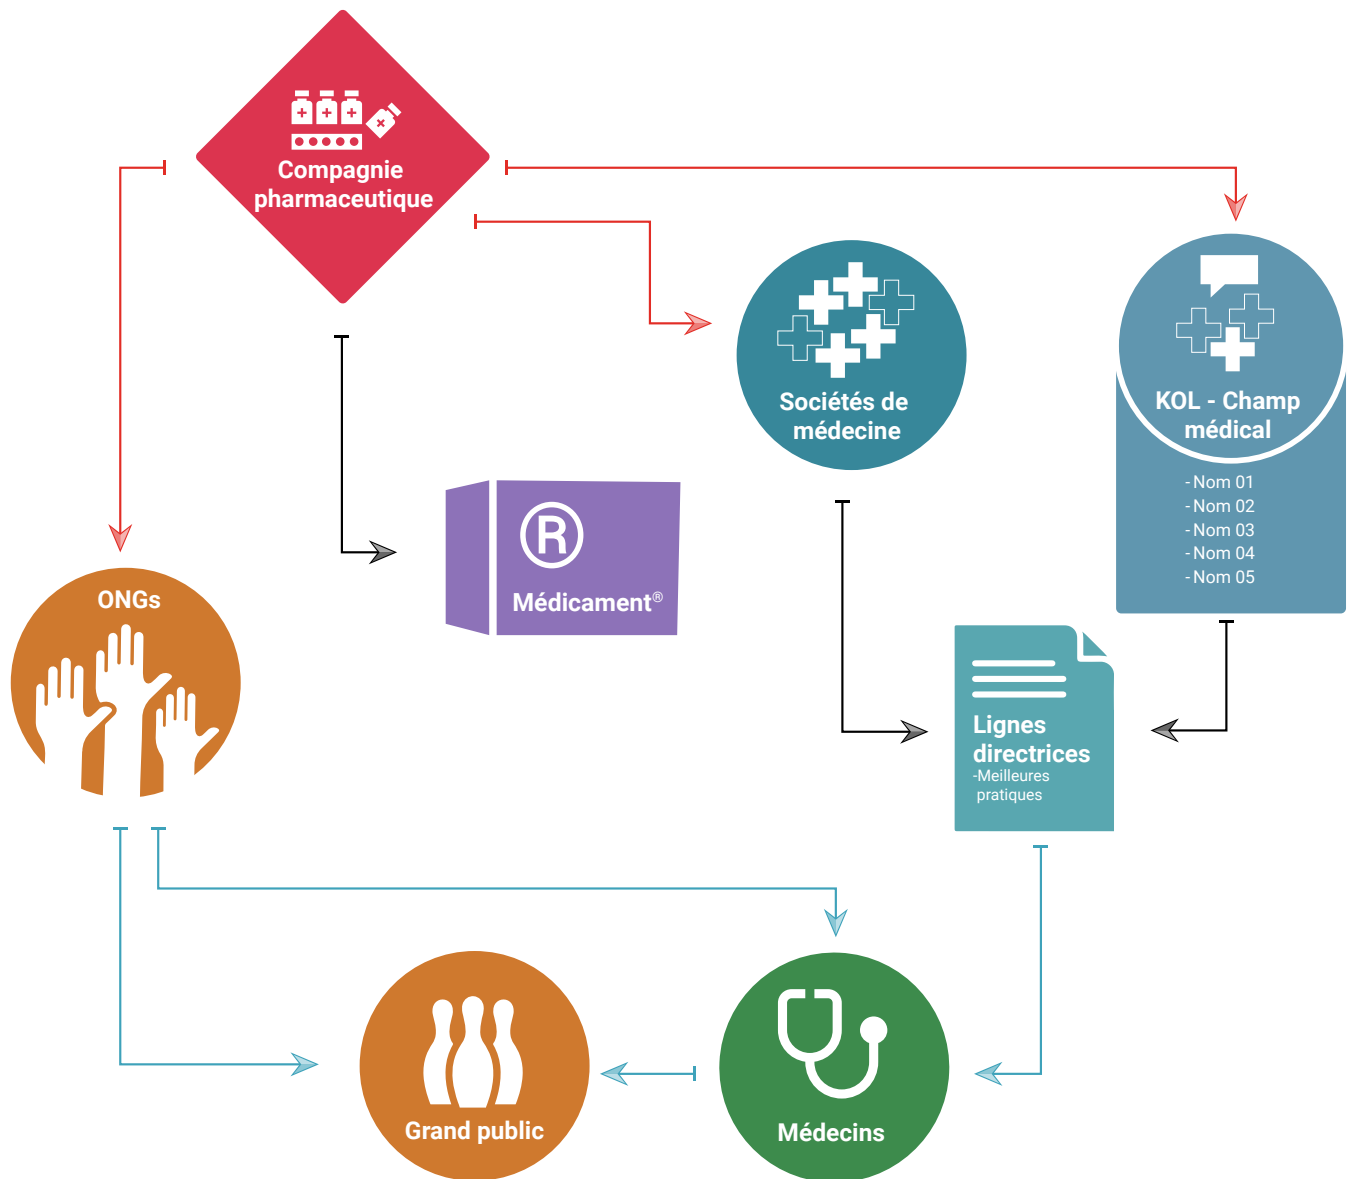 Compagnie
pharmaceutique
Sociétés de
médecine
KOL - Champ
médical
- Nom 01
- Nom 02
- Nom 03
- Nom 04
- Nom 05
®
Médicament®
ONGs
Lignes
directrices
-Meilleures
pratiques
Grand public
Médecins